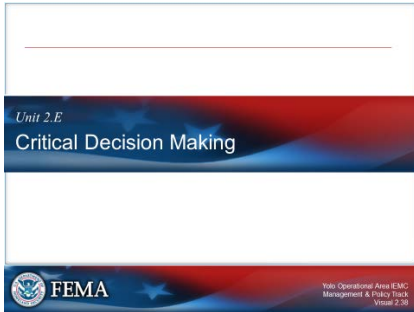 Unit 2.E
Critical Decision Making
FEMA
Yolo Operational Area IEMC
Management & Policy Track
Visual 2.38